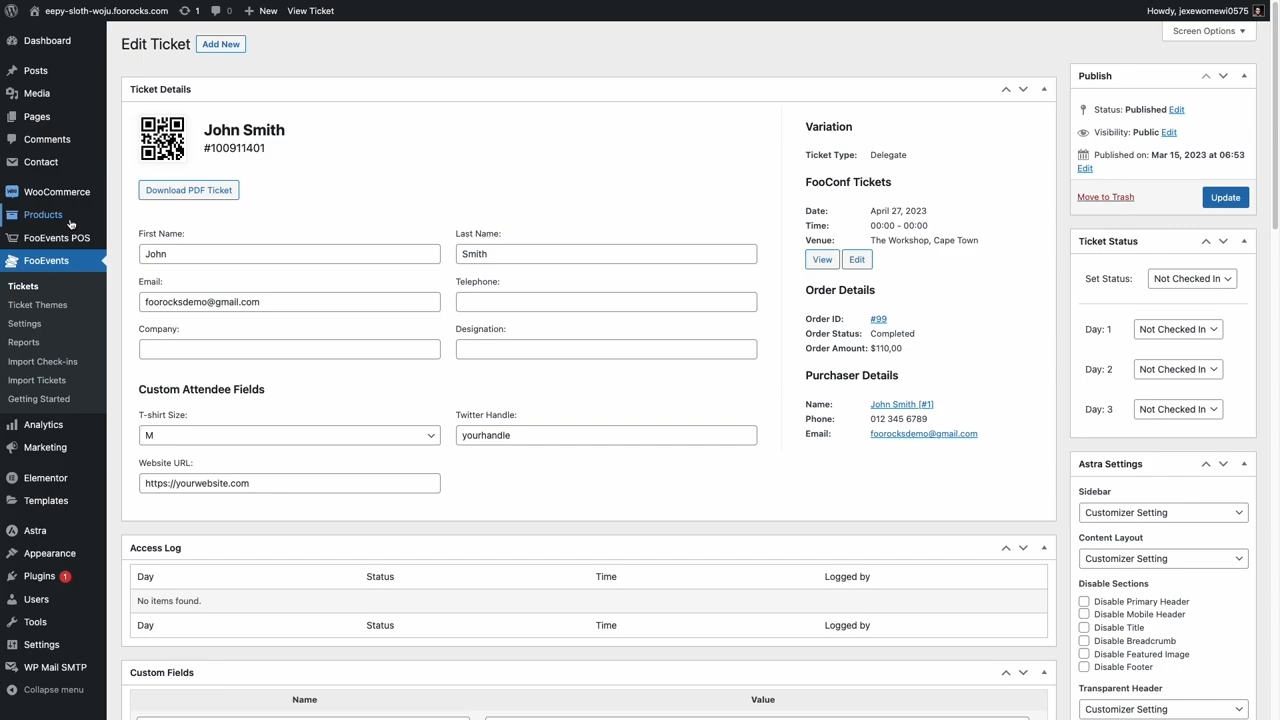 eepy-sloth-woju.foorocks.com 1 0 New View Ticket Howdy, jexewomewi0575
Screen Options
Dashboard
Posts
Media
Pages
Comments
Contact
WooCommerce
Products
FooEvents POS
FooEvents
Tickets
Ticket Themes
Settings
Reports
Import Check-ins
Import Tickets
Getting Started
Analytics
Marketing
Elementor
Templates
Astra
Appearance
Plugins 1
Users
Tools
Settings
WP Mail SMTP
Collapse menu
Edit Ticket Add New
Ticket Details
John Smith
#100911401
Download PDF Ticket
First Name: Last Name:
John Smith
Email: Telephone:
foorocksdemo@gmail.com
Company: Designation:
Custom Attendee Fields
T-shirt Size: Twitter Handle:
M yourhandle
Website URL:
https://yourwebsite.com
Variation
Ticket Type: Delegate
FooConf Tickets
Date: April 27, 2023
Time: 00:00 - 00:00
Venue: The Workshop, Cape Town
View Edit
Order Details
Order ID: #99
Order Status: Completed
Order Amount: $110,00
Purchaser Details
Name: John Smith [#1]
Phone: 012 345 6789
Email: foorocksdemo@gmail.com
Access Log
Day Status Time Logged by
No items found.
Day Status Time Logged by
Custom Fields
Name Value
Publish
Status: Published Edit
Visibility: Public Edit
Published on: Mar 15, 2023 at 06:53
Edit
Move to Trash Update
Ticket Status
Set Status: Not Checked In
Day: 1 Not Checked In
Day: 2 Not Checked In
Day: 3 Not Checked In
Astra Settings
Sidebar
Customizer Setting
Content Layout
Customizer Setting
Disable Sections
Disable Primary Header
Disable Mobile Header
Disable Title
Disable Breadcrumb
Disable Featured Image
Disable Footer
Transparent Header
Customizer Setting